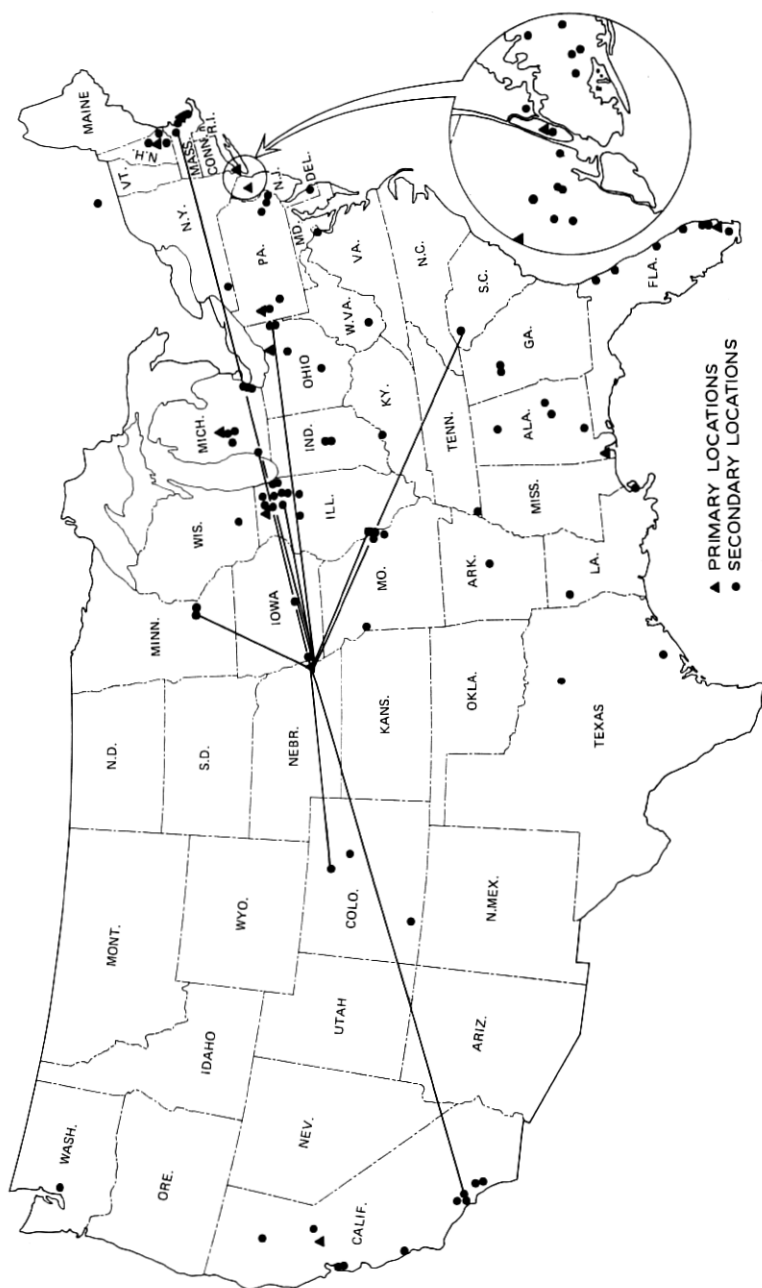 WASH.
ORE.
CALIF.
NEV.
IDAHO
MONT.
WYO.
UTAH
ARIZ.
COLO.
N.MEX.
N.D.
S.D.
NEBR.
KANS.
OKLA.
TEXAS
MINN.
IOWA
MO.
ARK.
LA.
WIS.
ILL.
MICH.
IND.
OHIO
KY.
TENN.
MISS.
ALA.
GA.
FLA.
S.C.
N.C.
VA.
W.VA.
MD.
DEL.
PA.
N.J.
N.Y.
CONN.
R.I.
MASS.
VT.
N.H.
MAINE
▲ PRIMARY LOCATIONS
● SECONDARY LOCATIONS